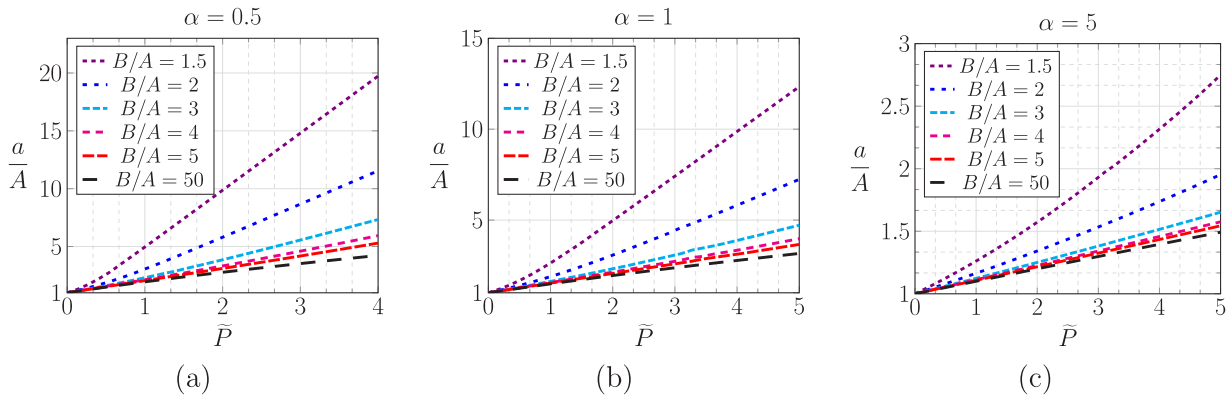 α = 0.5
20
15
10
5
1
a/A
B/A = 1.5
B/A = 2
B/A = 3
B/A = 4
B/A = 5
B/A = 50
0 1 2 3 4
P̃
(a)
α = 1
15
10
5
1
a/A
B/A = 1.5
B/A = 2
B/A = 3
B/A = 4
B/A = 5
B/A = 50
0 1 2 3 4 5
P̃
(b)
α = 5
3
2.5
2
1.5
1
a/A
B/A = 1.5
B/A = 2
B/A = 3
B/A = 4
B/A = 5
B/A = 50
0 1 2 3 4 5
P̃
(c)